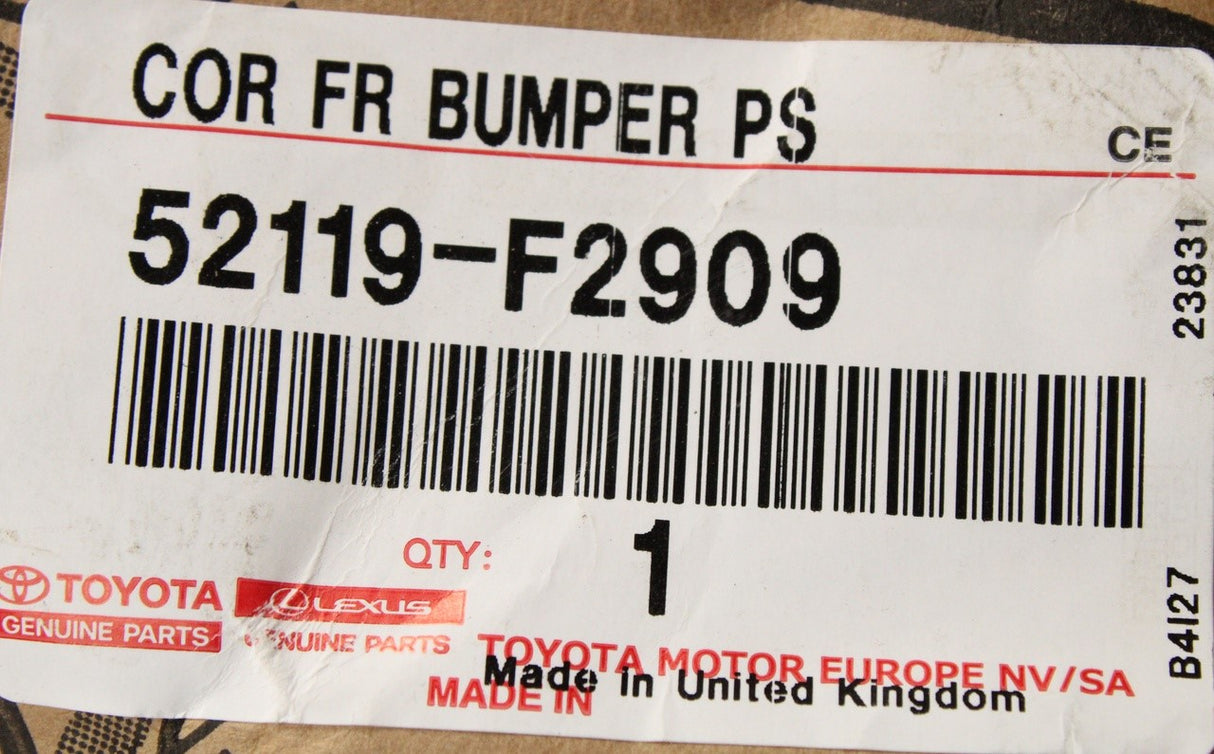 COR FR BUMPER PS
CE
52119-F2909
23831
QTY: 1
TOYOTA
GENUINE PARTS
LEXUS
GENUINE PARTS
TOYOTA MOTOR EUROPE NV/SA
MADE IN
Made in United Kingdom
B4I27